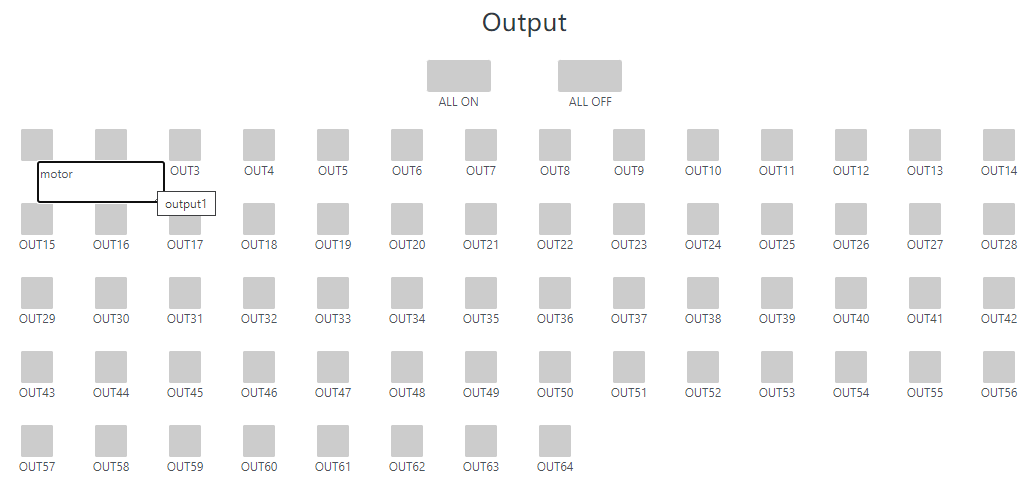 Output
ALL ON ALL OFF
OUT3 OUT4 OUT5 OUT6 OUT7 OUT8 OUT9 OUT10 OUT11 OUT12 OUT13 OUT14
motor
output1
OUT15 OUT16 OUT17 OUT18 OUT19 OUT20 OUT21 OUT22 OUT23 OUT24 OUT25 OUT26 OUT27 OUT28
OUT29 OUT30 OUT31 OUT32 OUT33 OUT34 OUT35 OUT36 OUT37 OUT38 OUT39 OUT40 OUT41 OUT42
OUT43 OUT44 OUT45 OUT46 OUT47 OUT48 OUT49 OUT50 OUT51 OUT52 OUT53 OUT54 OUT55 OUT56
OUT57 OUT58 OUT59 OUT60 OUT61 OUT62 OUT63 OUT64